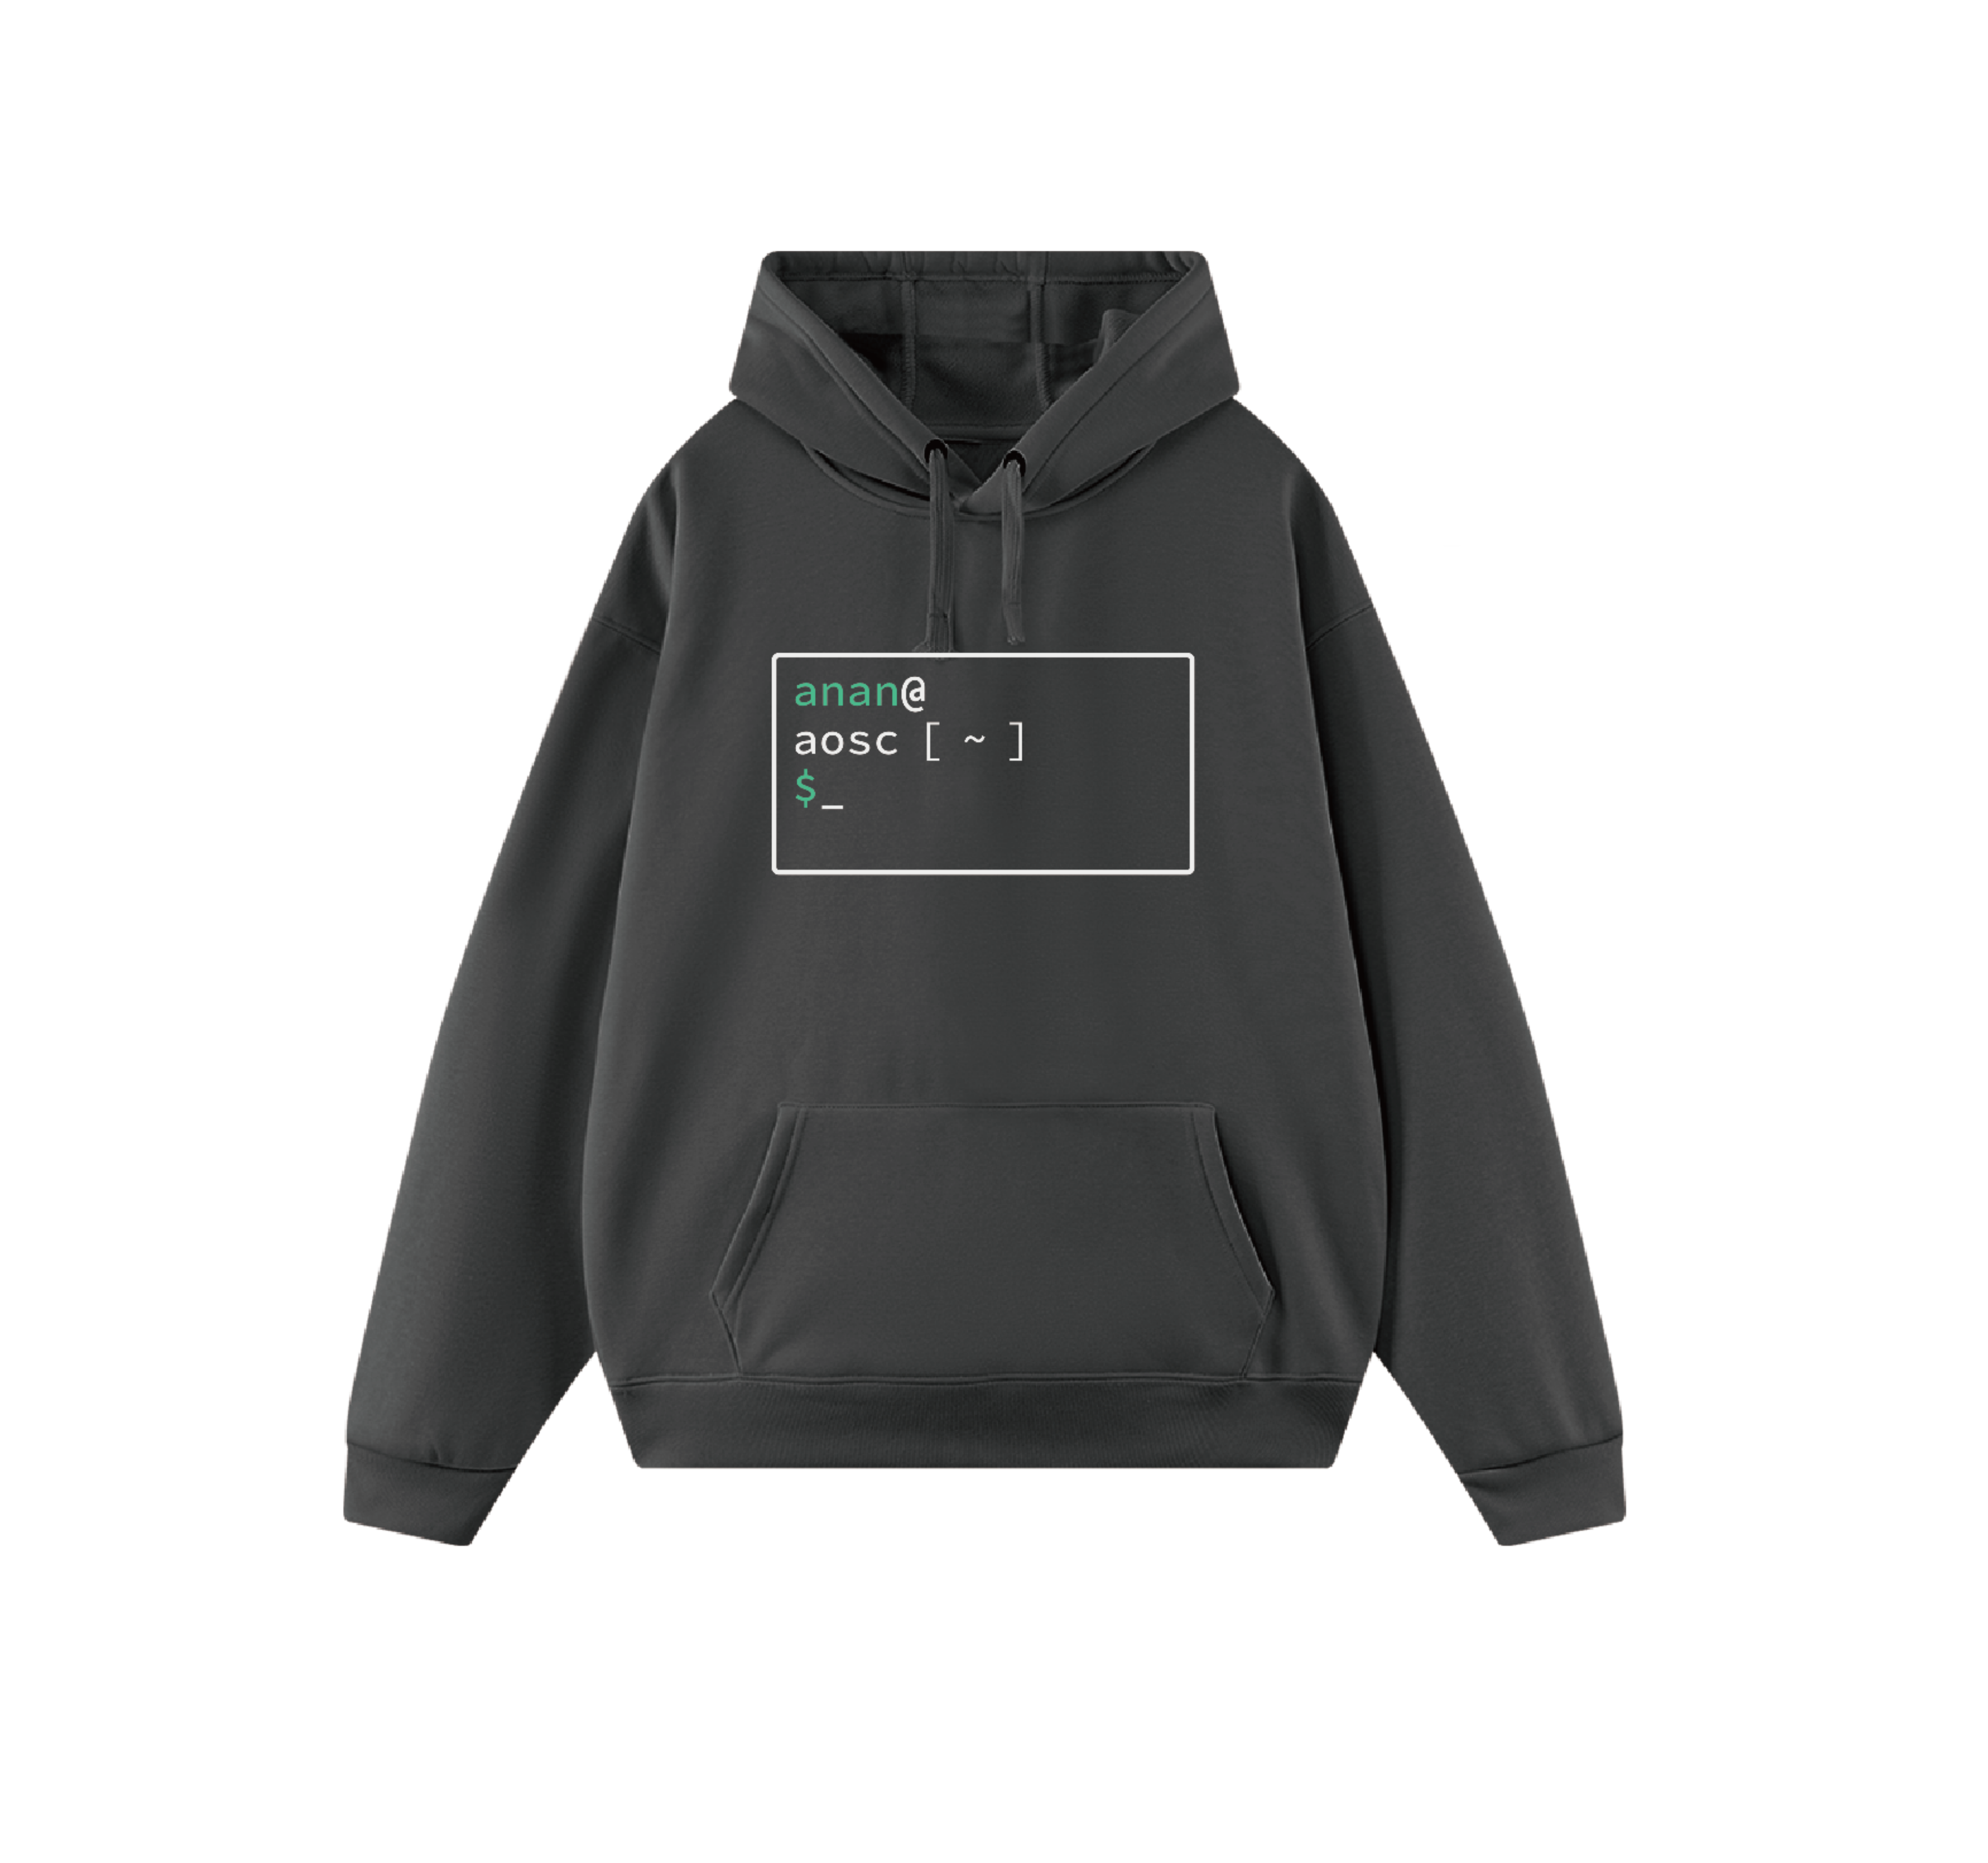 anan@
aosc [ ~ ]
$_